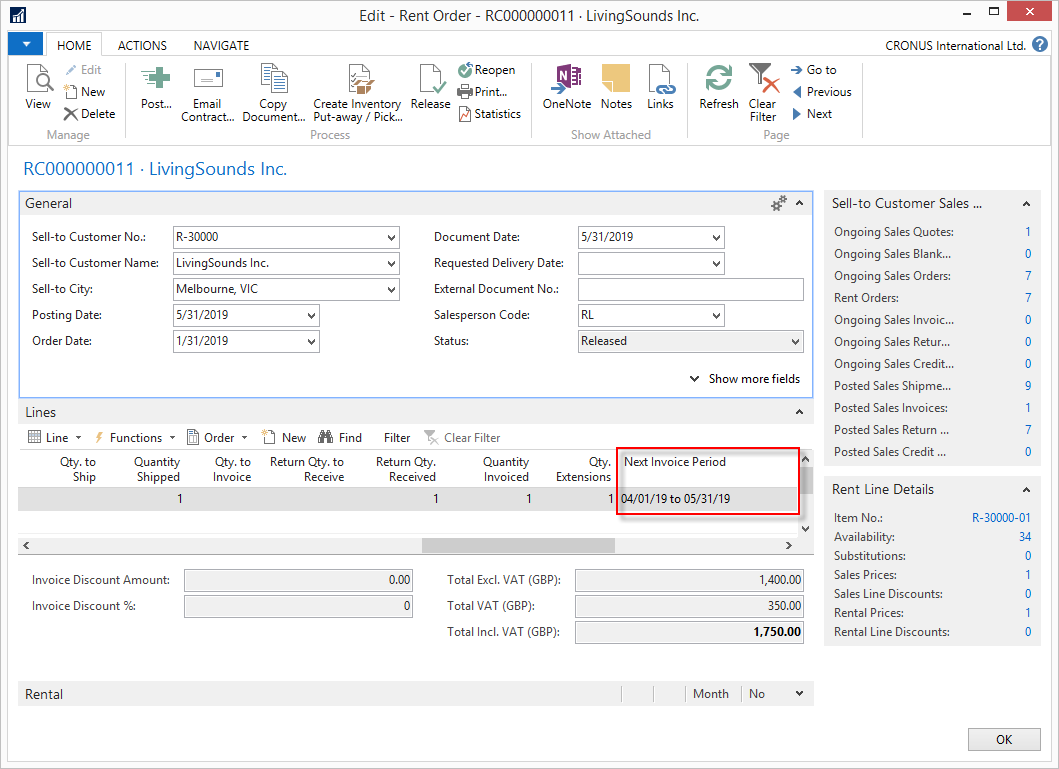 Edit - Rent Order - RC000000011 · LivingSounds Inc.
HOME ACTIONS NAVIGATE CRONUS International Ltd. ?
View
Edit
New
Delete
Manage
Post...
Email Contract...
Copy Document...
Create Inventory Put-away / Pick...
Release
Reopen
Print...
Statistics
Process
OneNote
Notes
Links
Show Attached
Refresh
Clear Filter
Go to
Previous
Next
Page
RC000000011 · LivingSounds Inc.
General
Sell-to Customer No.: R-30000
Sell-to Customer Name: LivingSounds Inc.
Sell-to City: Melbourne, VIC
Posting Date: 5/31/2019
Order Date: 1/31/2019
Document Date: 5/31/2019
Requested Delivery Date:
External Document No.:
Salesperson Code: RL
Status: Released
Show more fields
Lines
Line Functions Order New Find Filter Clear Filter
Qty. to Ship Quantity Shipped Qty. to Invoice Return Qty. to Receive Return Qty. Received Quantity Invoiced Qty. Extensions Next Invoice Period
1 1 1 1 04/01/19 to 05/31/19
Invoice Discount Amount: 0.00
Invoice Discount %: 0
Total Excl. VAT (GBP): 1,400.00
Total VAT (GBP): 350.00
Total Incl. VAT (GBP): 1,750.00
Rental Month No
Sell-to Customer Sales ...
Ongoing Sales Quotes: 1
Ongoing Sales Blank... 0
Ongoing Sales Orders: 7
Rent Orders: 7
Ongoing Sales Invoic... 0
Ongoing Sales Retur... 0
Ongoing Sales Credit... 0
Posted Sales Shipme... 9
Posted Sales Invoices: 1
Posted Sales Return ... 7
Posted Sales Credit ... 0
Rent Line Details
Item No.: R-30000-01
Availability: 34
Substitutions: 0
Sales Prices: 1
Sales Line Discounts: 0
Rental Prices: 1
Rental Line Discounts: 0
OK